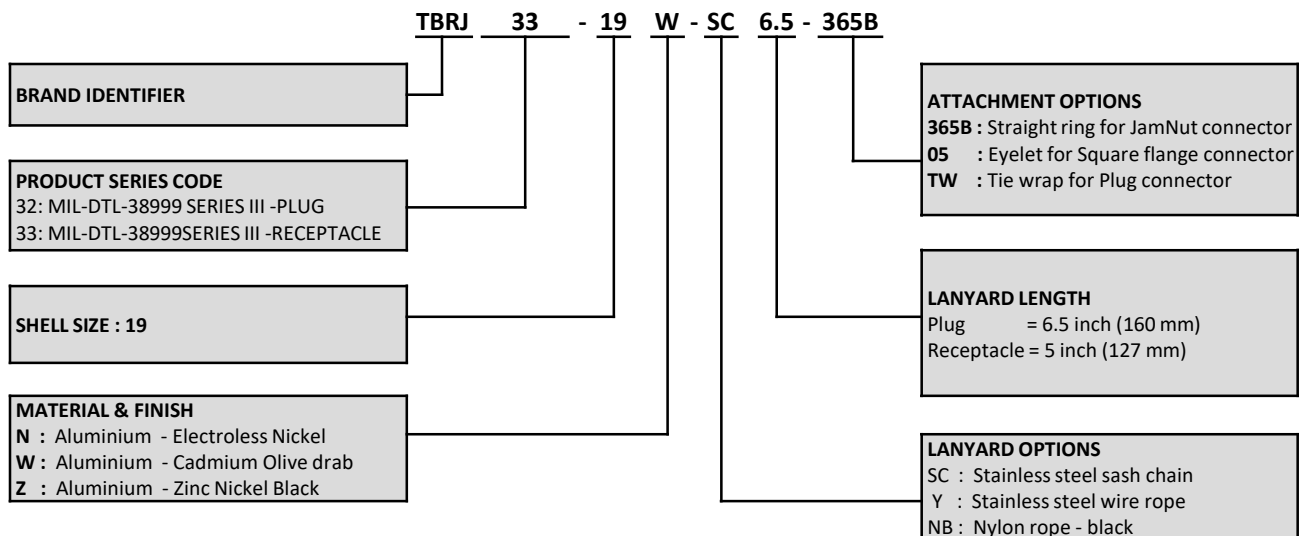 TBRJ 33 - 19 W - SC 6.5 - 365B
BRAND IDENTIFIER
PRODUCT SERIES CODE
32: MIL-DTL-38999 SERIES III -PLUG
33: MIL-DTL-38999SERIES III -RECEPTACLE
SHELL SIZE : 19
MATERIAL & FINISH
N : Aluminium - Electroless Nickel
W : Aluminium - Cadmium Olive drab
Z : Aluminium - Zinc Nickel Black
ATTACHMENT OPTIONS
365B : Straight ring for JamNut connector
05 : Eyelet for Square flange connector
TW : Tie wrap for Plug connector
LANYARD LENGTH
Plug = 6.5 inch (160 mm)
Receptacle = 5 inch (127 mm)
LANYARD OPTIONS
SC : Stainless steel sash chain
Y : Stainless steel wire rope
NB : Nylon rope - black